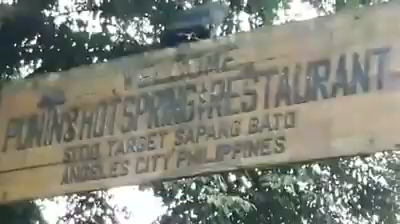 WELCOME
PUNING HOT SPRING & RESTAURANT
SITIO TARGET SAPANG BATO
ANGELES CITY PHILIPPINES